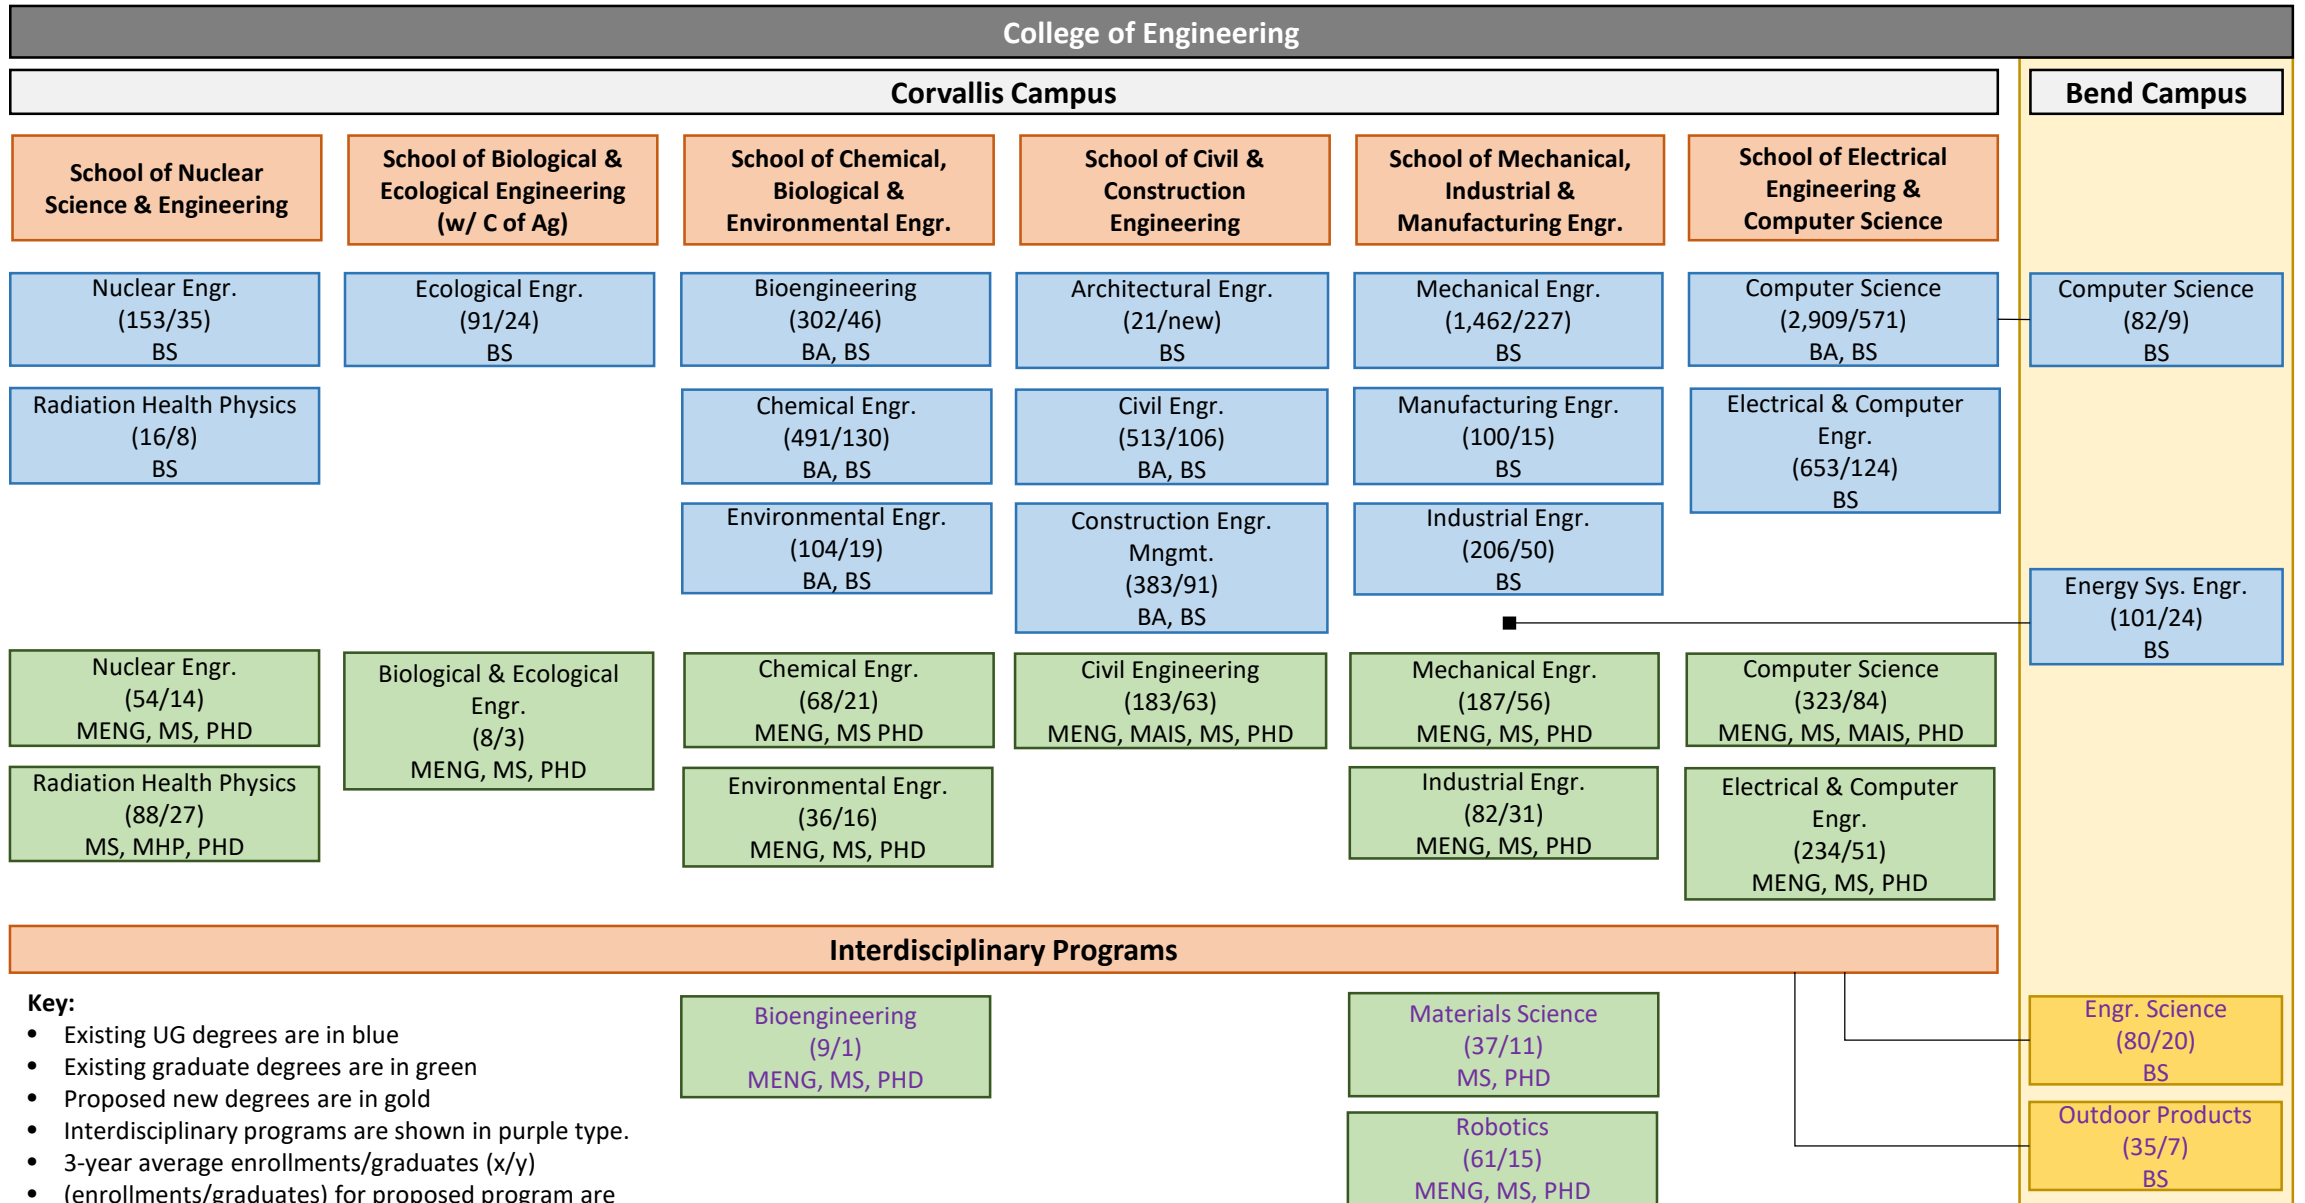 College of Engineering
Corvallis Campus
Bend Campus
School of Nuclear
Science & Engineering
School of Biological &
Ecological Engineering
(w/ C of Ag)
School of Chemical,
Biological &
Environmental Engr.
School of Civil &
Construction
Engineering
School of Mechanical,
Industrial &
Manufacturing Engr.
School of Electrical
Engineering &
Computer Science
Nuclear Engr.
(153/35)
BS
Ecological Engr.
(91/24)
BS
Bioengineering
(302/46)
BA, BS
Architectural Engr.
(21/new)
BS
Mechanical Engr.
(1,462/227)
BS
Computer Science
(2,909/571)
BA, BS
Computer Science
(82/9)
BS
Radiation Health Physics
(16/8)
BS
Chemical Engr.
(491/130)
BA, BS
Civil Engr.
(513/106)
BA, BS
Manufacturing Engr.
(100/15)
BS
Electrical & Computer
Engr.
(653/124)
BS
Environmental Engr.
(104/19)
BA, BS
Construction Engr.
Mngmt.
(383/91)
BA, BS
Industrial Engr.
(206/50)
BS
Energy Sys. Engr.
(101/24)
BS
Nuclear Engr.
(54/14)
MENG, MS, PHD
Biological & Ecological
Engr.
(8/3)
MENG, MS, PHD
Chemical Engr.
(68/21)
MENG, MS PHD
Civil Engineering
(183/63)
MENG, MAIS, MS, PHD
Mechanical Engr.
(187/56)
MENG, MS, PHD
Computer Science
(323/84)
MENG, MS, MAIS, PHD
Radiation Health Physics
(88/27)
MS, MHP, PHD
Environmental Engr.
(36/16)
MENG, MS, PHD
Industrial Engr.
(82/31)
MENG, MS, PHD
Electrical & Computer
Engr.
(234/51)
MENG, MS, PHD
Interdisciplinary Programs
Key:
• Existing UG degrees are in blue
• Existing graduate degrees are in green
• Proposed new degrees are in gold
• Interdisciplinary programs are shown in purple type.
• 3-year average enrollments/graduates (x/y)
• (enrollments/graduates) for proposed program are
Bioengineering
(9/1)
MENG, MS, PHD
Materials Science
(37/11)
MS, PHD
Robotics
(61/15)
MENG, MS, PHD
Engr. Science
(80/20)
BS
Outdoor Products
(35/7)
BS